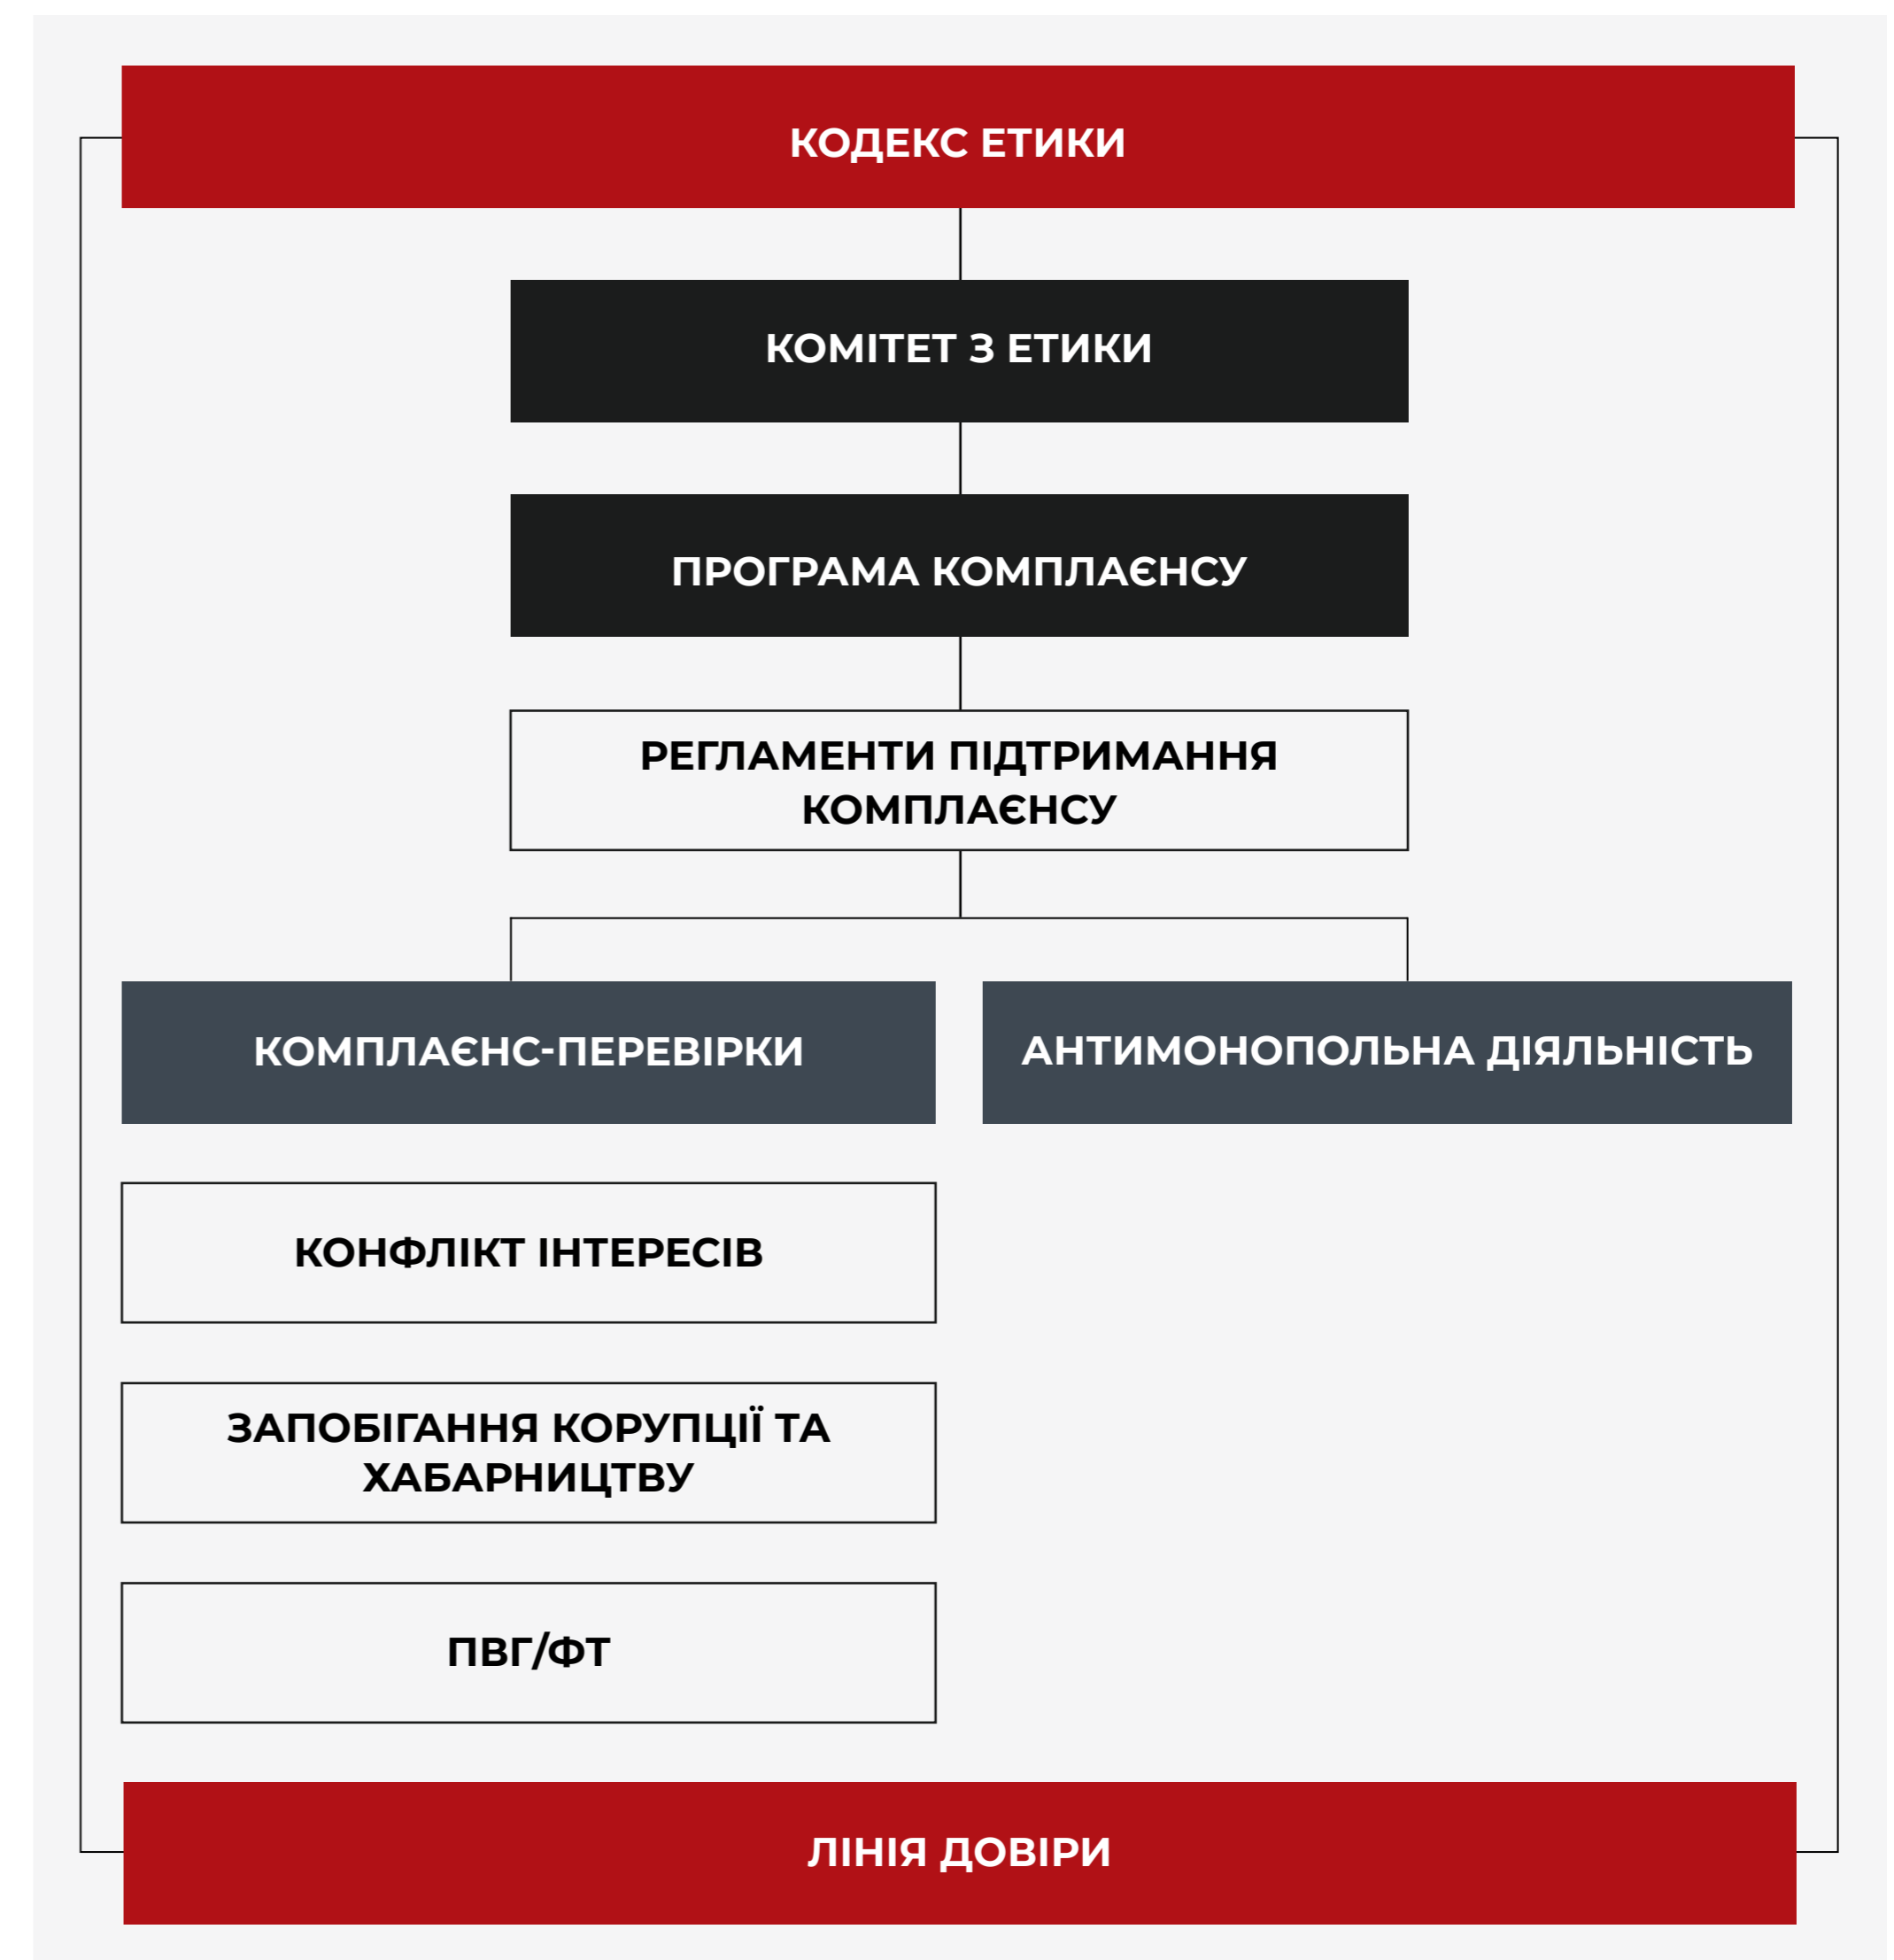 КОДЕКС ЕТИКИ
КОМІТЕТ З ЕТИКИ
ПРОГРАМА КОМПЛАЄНСУ
РЕГЛАМЕНТИ ПІДТРИМАННЯ
КОМПЛАЄНСУ
КОМПЛАЄНС-ПЕРЕВІРКИ
АНТИМОНОПОЛЬНА ДІЯЛЬНІСТЬ
КОНФЛІКТ ІНТЕРЕСІВ
ЗАПОБІГАННЯ КОРУПЦІЇ ТА
ХАБАРНИЦТВУ
ПВГ/ФТ
ЛІНІЯ ДОВІРИ